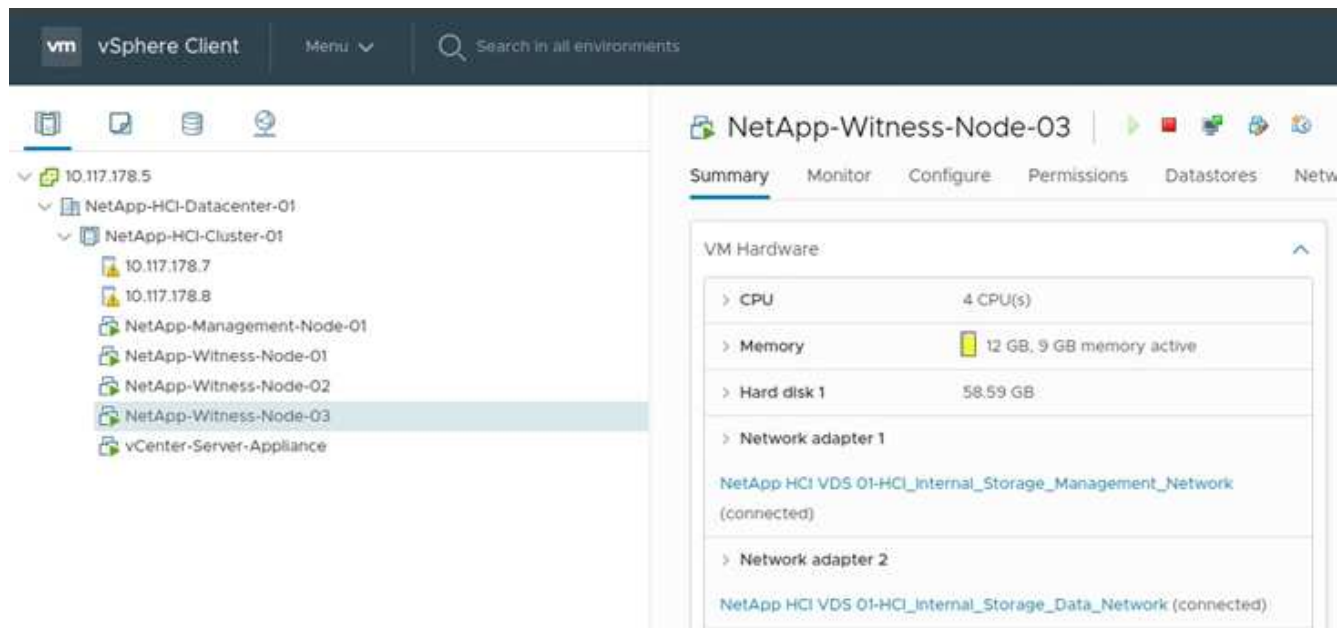 vm vSphere Client Menu Search in all environments
10.117.178.5
NetApp-HCI-Datacenter-01
NetApp-HCI-Cluster-01
10.117.178.7
10.117.178.8
NetApp-Management-Node-01
NetApp-Witness-Node-01
NetApp-Witness-Node-02
NetApp-Witness-Node-03
vCenter-Server-Appliance
NetApp-Witness-Node-03
Summary Monitor Configure Permissions Datastores Netw
VM Hardware
CPU 4 CPU(s)
Memory 12 GB, 9 GB memory active
Hard disk 1 58.59 GB
Network adapter 1
NetApp HCI VDS 01-HCI_Internal_Storage_Management_Network
(connected)
Network adapter 2
NetApp HCI VDS 01-HCI_Internal_Storage_Data_Network (connected)